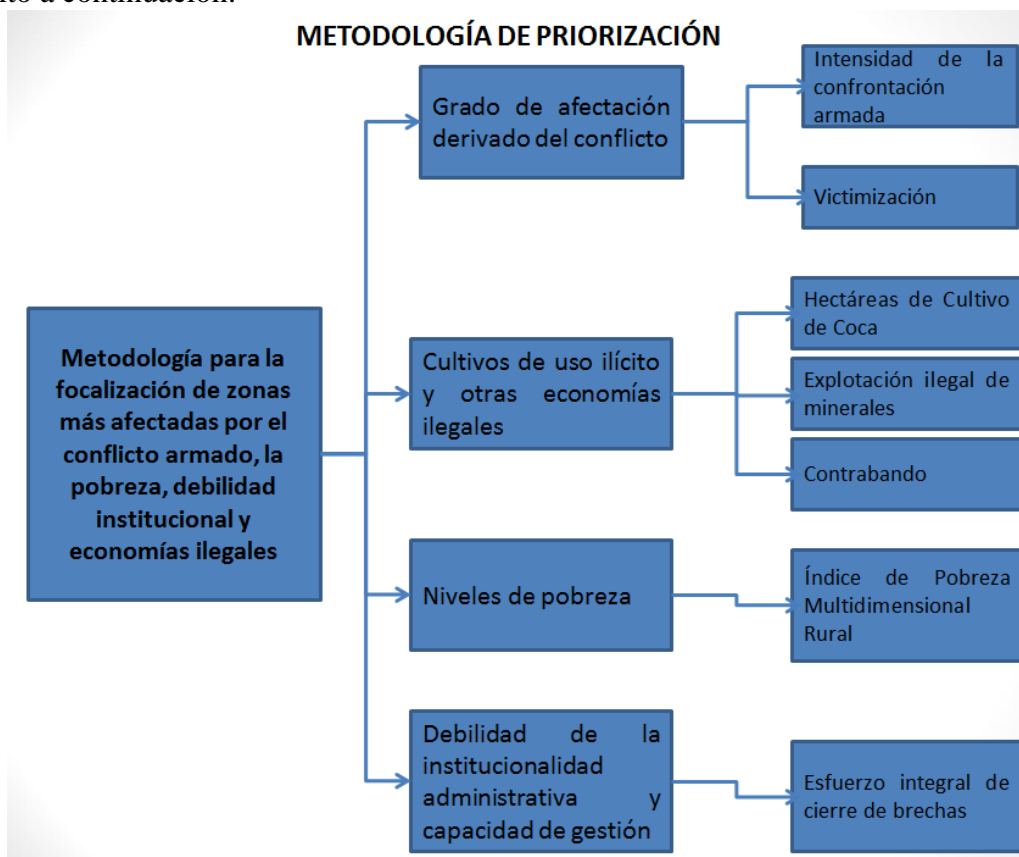 ito a continuación.
METODOLOGÍA DE PRIORIZACIÓN
Metodología para la
focalización de zonas
más afectadas por el
conflicto armado, la
pobreza, debilidad
institucional y
economías ilegales
Grado de afectación
derivado del conflicto
Intensidad de la
confrontación
armada
Victimización
Cultivos de uso ilícito
y otras economías
ilegales
Hectáreas de Cultivo
de Coca
Explotación ilegal de
minerales
Contrabando
Niveles de pobreza
Índice de Pobreza
Multidimensional
Rural
Debilidad de la
institucionalidad
administrativa y
capacidad de gestión
Esfuerzo integral de
cierre de brechas